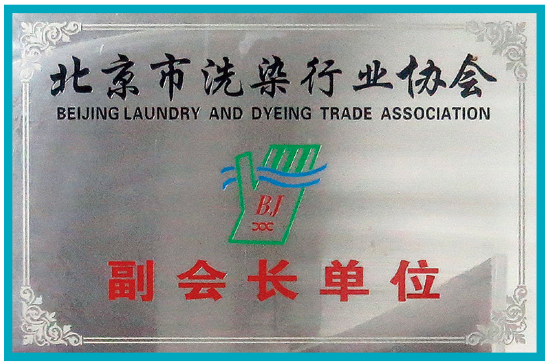 北京市洗染行业协会
BEIJING LAUNDRY AND DYEING TRADE ASSOCIATION
BJ
副会长单位